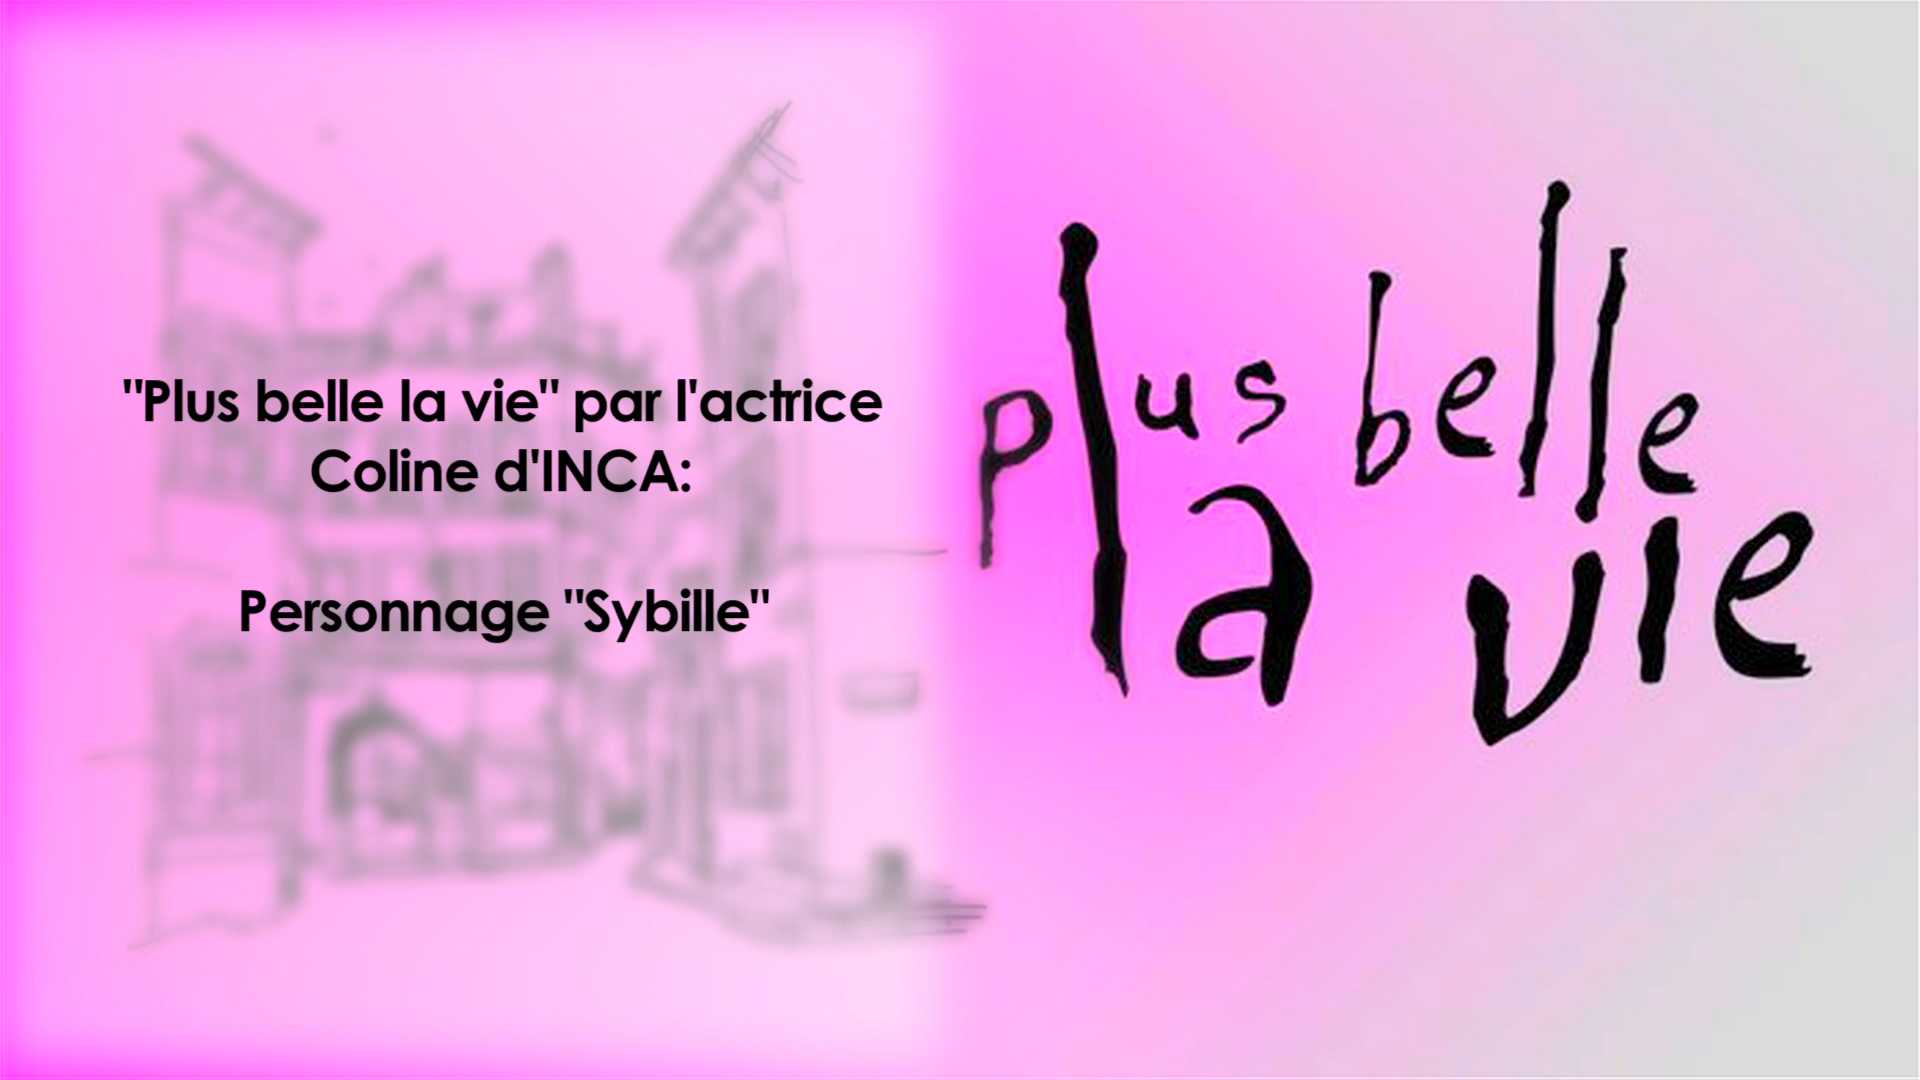 "Plus belle la vie" par l'actrice
Coline d'INCA:
Personnage "Sybille"
plus belle
la vie